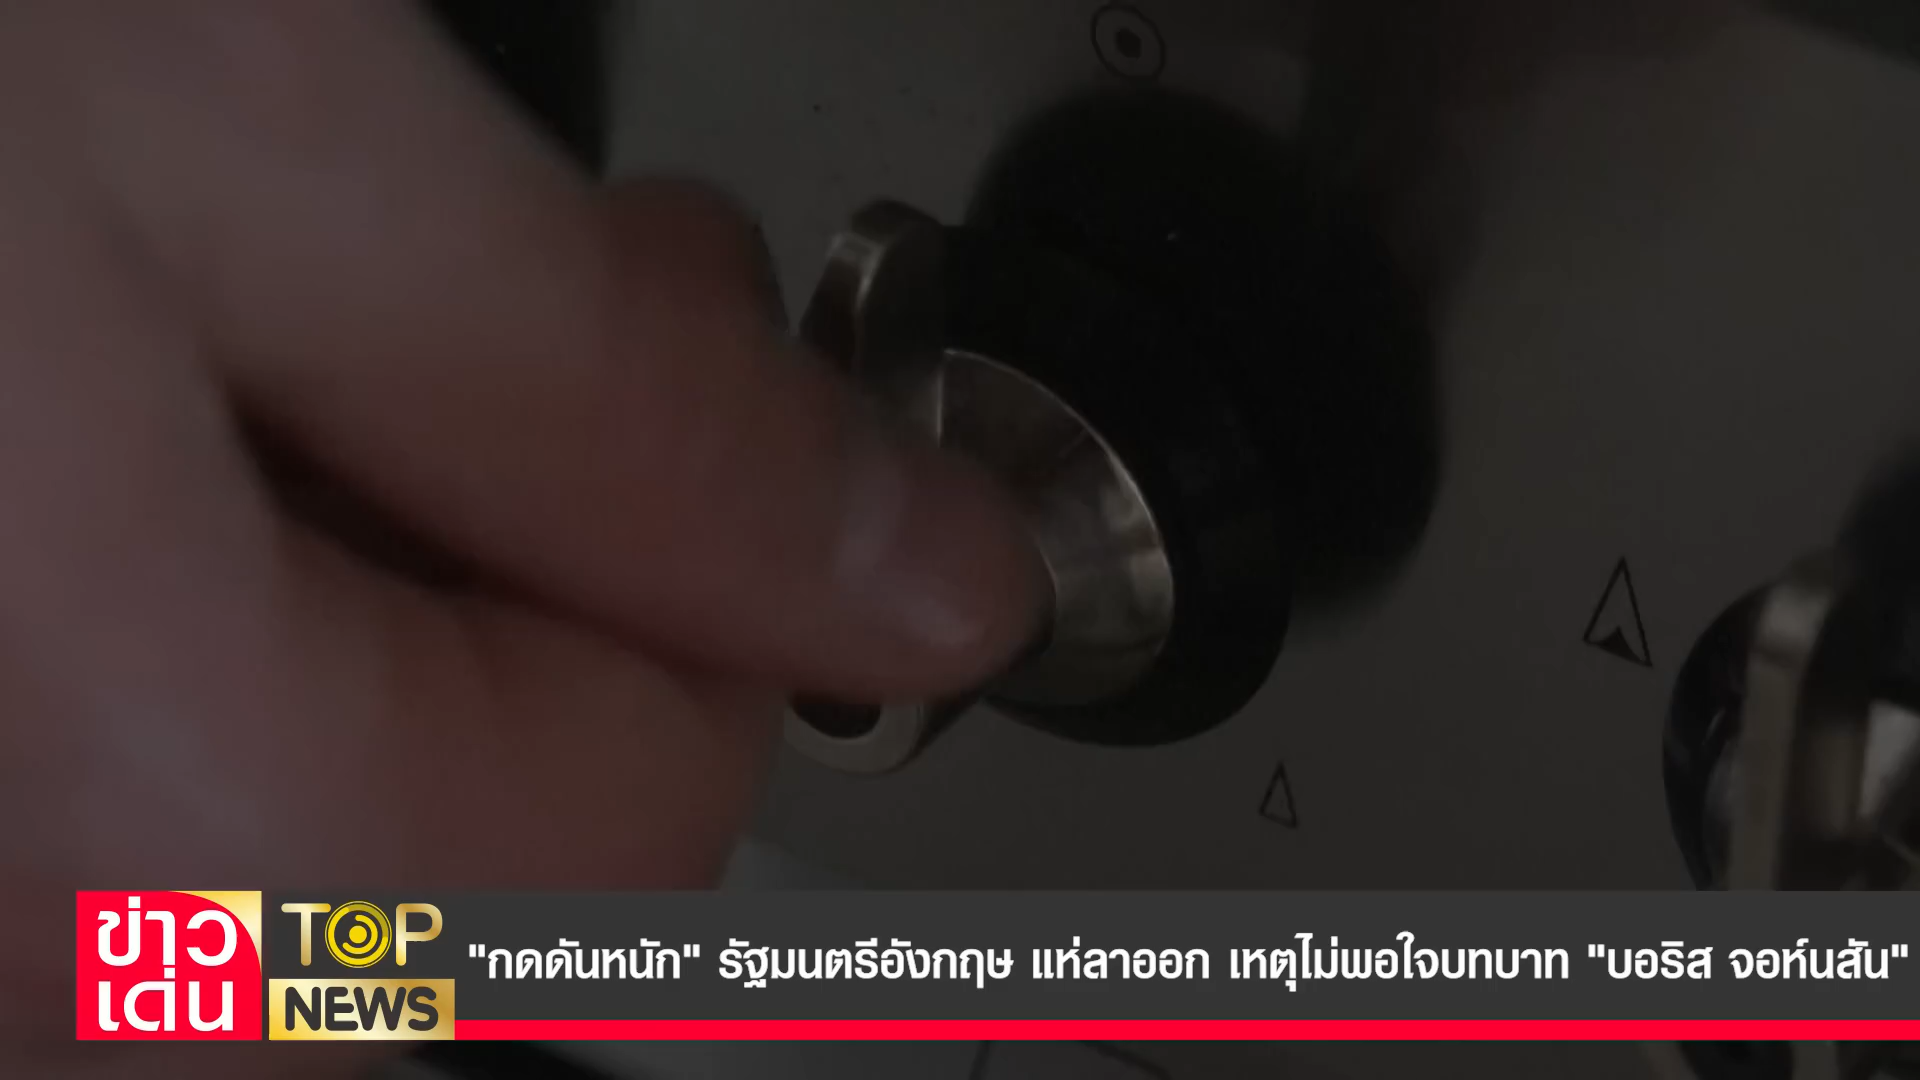 ข่าว
เด่น
TOP
NEWS
"กดดันหนัก" รัฐมนตรีอังกฤษ แห่ลาออก เหตุไม่พอใจบทบาท "บอริส จอห์นสัน"